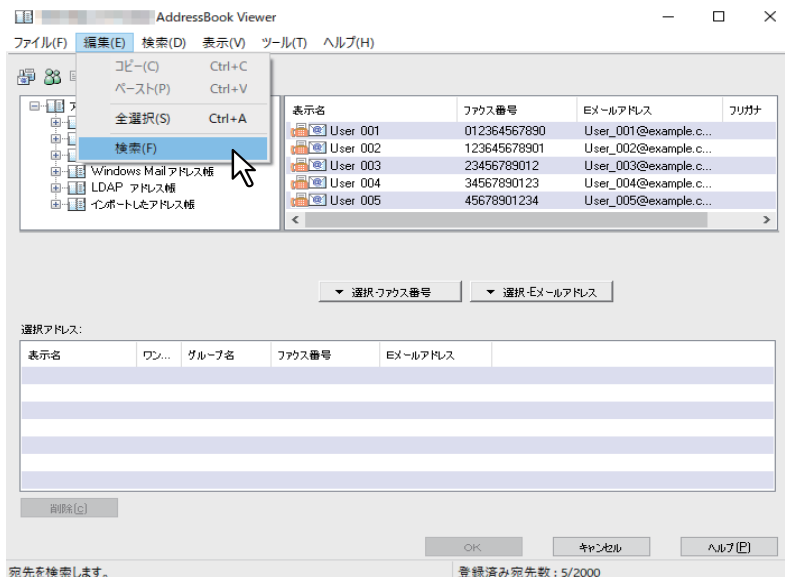 AddressBook Viewer
ファイル(F) 編集(E) 検索(D) 表示(V) ツール(T) ヘルプ(H)
コピー(C) Ctrl+C
ペースト(P) Ctrl+V
全選択(S) Ctrl+A
検索(F)
Windows Mail アドレス帳
LDAP アドレス帳
インポートしたアドレス帳
表示名 ファクス番号 Eメールアドレス フリガナ
User 001 012364567890 User_001@example.c...
User 002 123645678901 User_002@example.c...
User 003 23456789012 User_003@example.c...
User 004 34567890123 User_004@example.c...
User 005 45678901234 User_005@example.c...
▼ 選択-ファクス番号 ▼ 選択-Eメールアドレス
選択アドレス:
表示名 ワン... グループ名 ファクス番号 Eメールアドレス
削除(C)
OK キャンセル ヘルプ(P)
宛先を検索します。 登録済み宛先数 : 5/2000